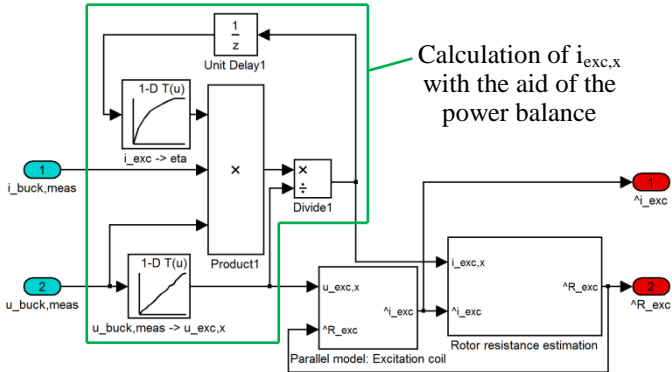 1
z
Unit Delay1
Calculation of i_exc,x
with the aid of the
power balance
1-D T(u)
i_exc -> eta
×
Product1
×
÷
Divide1
1
i_buck,meas
2
u_buck,meas
1-D T(u)
u_buck,meas -> u_exc,x
u_exc,x
^R_exc
^i_exc
Parallel model: Excitation coil
i_exc,x
^i_exc
^R_exc
Rotor resistance estimation
1
^i_exc
2
^R_exc